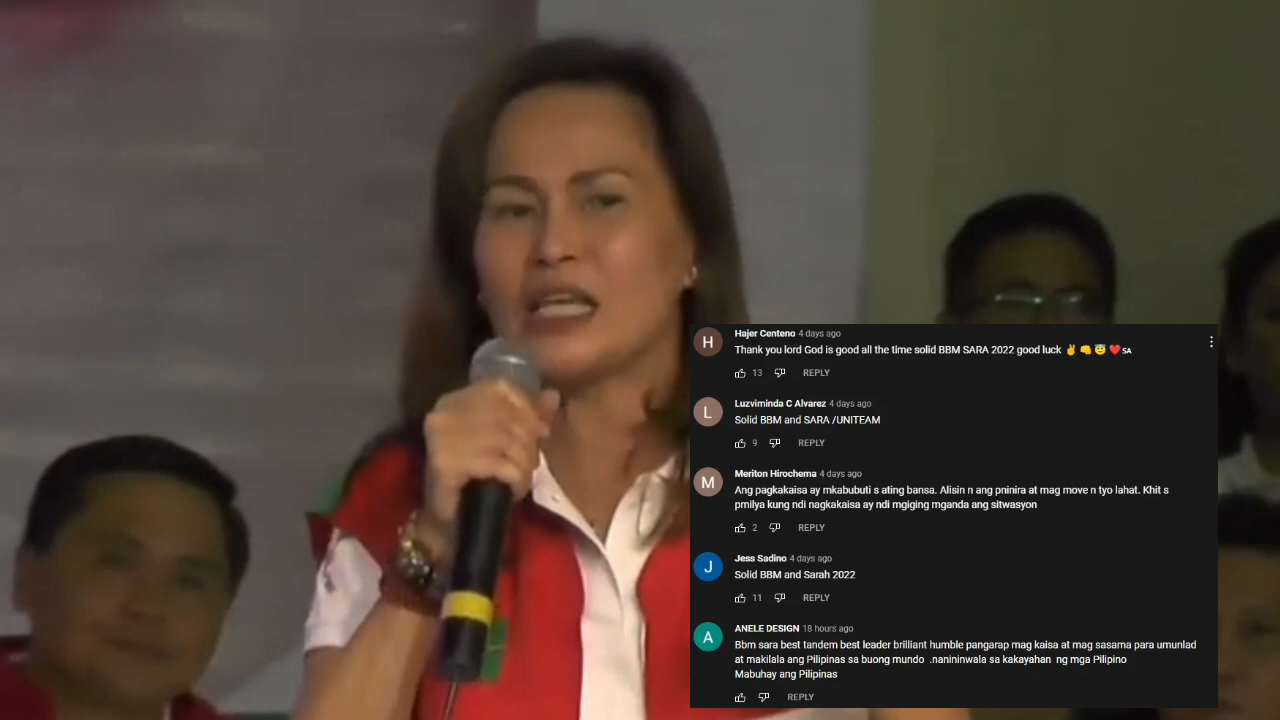 H
Hajer Centeno 4 days ago
Thank you lord God is good all the time solid BBM SARA 2022 good luck ✌👊😇❤️SA
13 REPLY
L
Luzviminda C Alvarez 4 days ago
Solid BBM and SARA /UNITEAM
9 REPLY
M
Meriton Hirochema 4 days ago
Ang pagkakaisa ay mkabubuti s ating bansa. Alisin n ang pninira at mag move n tyo lahat. Khit s
pmilya kung ndi nagkakaisa ay ndi mgiging mganda ang sitwasyon
2 REPLY
J
Jess Sadino 4 days ago
Solid BBM and Sarah 2022
11 REPLY
A
ANELE DESIGN 18 hours ago
Bbm sara best tandem best leader brilliant humble pangarap mag kaisa at mag sasama para umunlad
at makilala ang Pilipinas sa buong mundo .nanininwala sa kakayahan ng mga Pilipino
Mabuhay ang Pilipinas
REPLY